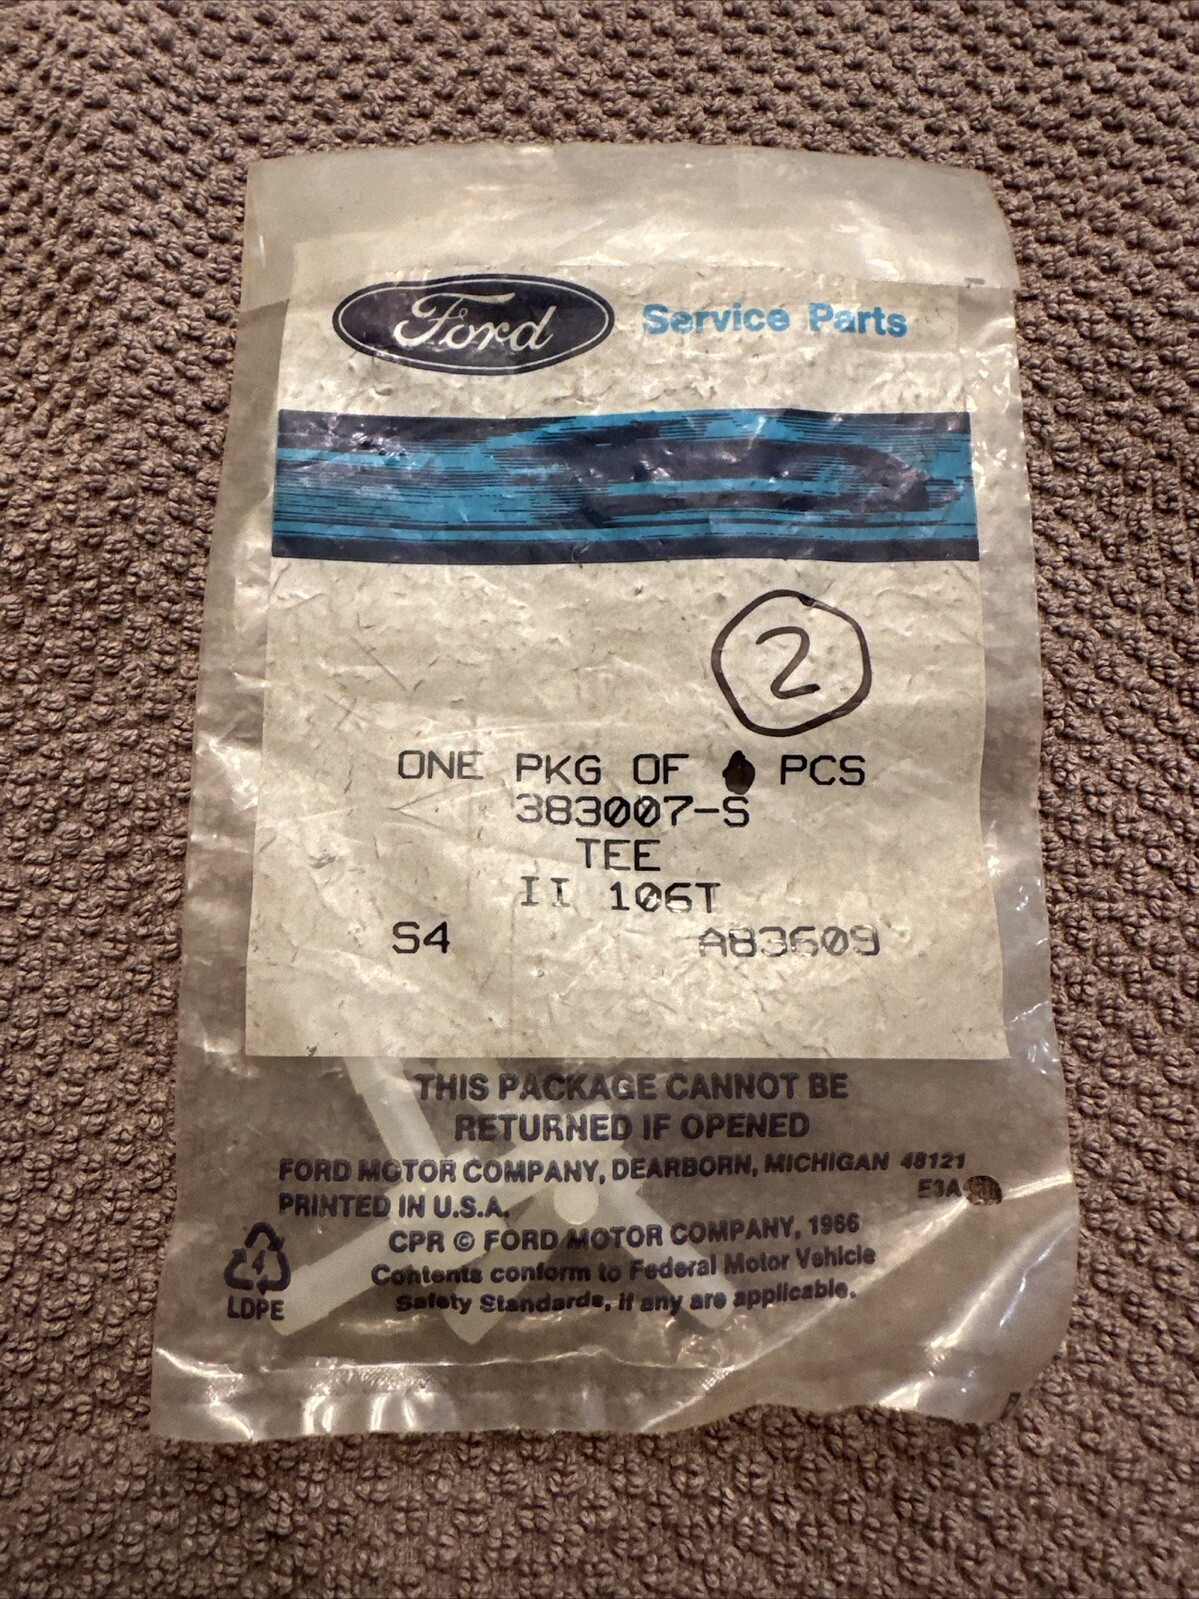 Ford Service Parts
2
ONE PKG OF PCS
383007-S
TEE
II 106T
S4 A83609
THIS PACKAGE CANNOT BE
RETURNED IF OPENED
FORD MOTOR COMPANY, DEARBORN, MICHIGAN 48121
E3A
PRINTED IN U.S.A.
CPR © FORD MOTOR COMPANY, 1966
Contents conform to Federal Motor Vehicle
Safety Standards, if any are applicable.
4
LDPE